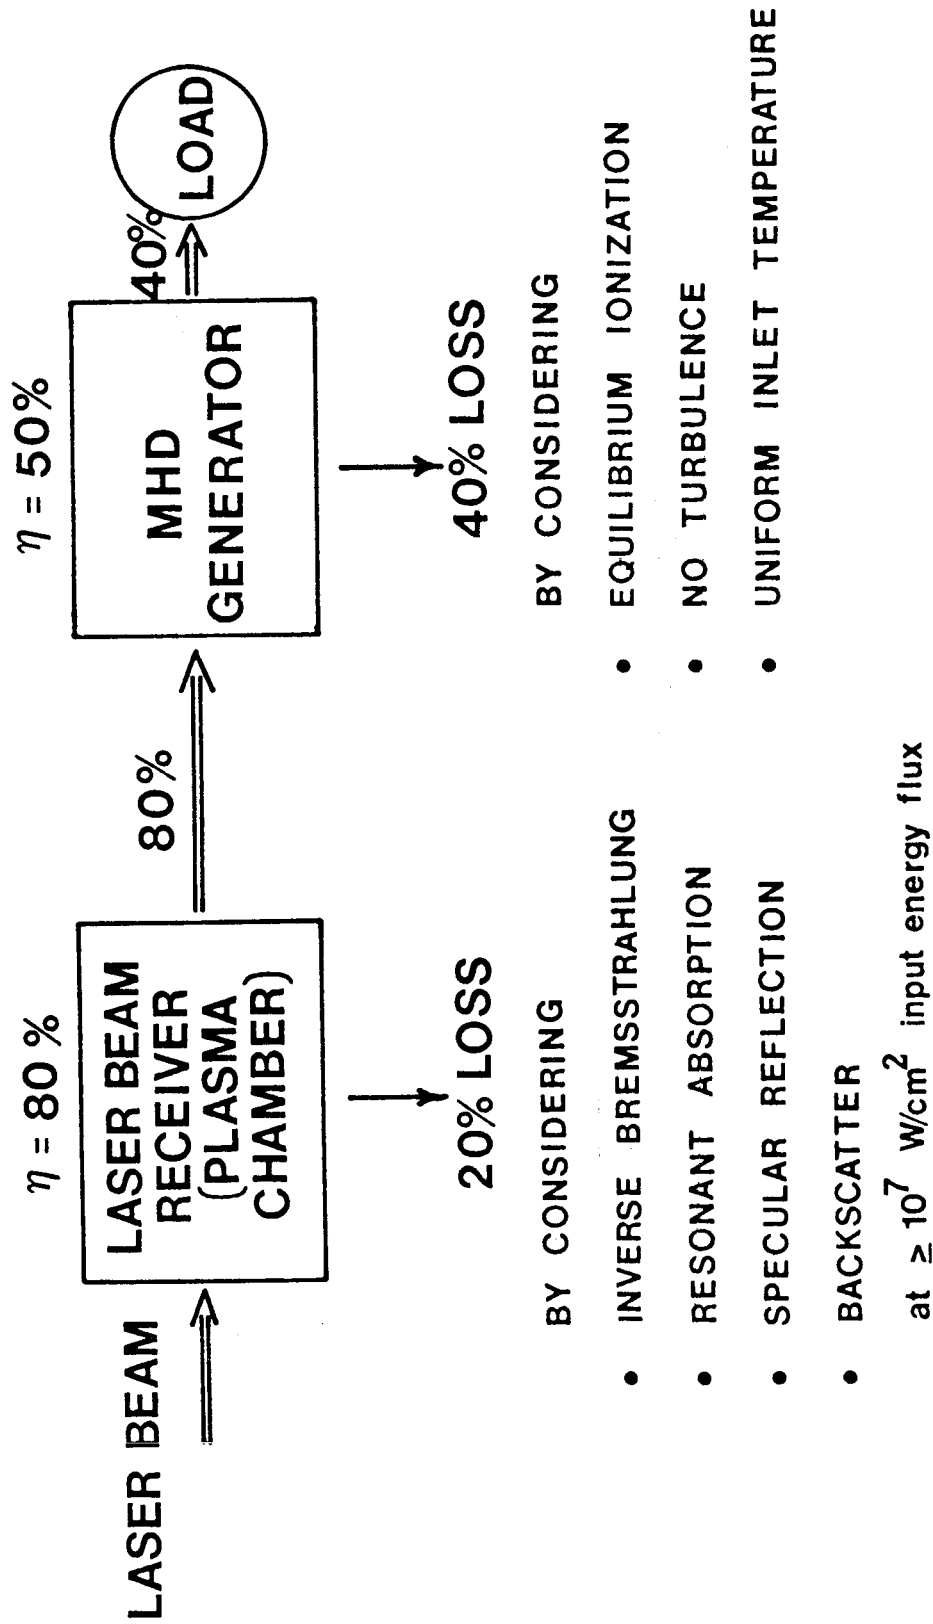 LASER BEAM
η = 80%
LASER BEAM
RECEIVER
(PLASMA
CHAMBER)
20% LOSS
80%
η = 50%
MHD
GENERATOR
40% LOSS
40%
LOAD
BY CONSIDERING
• INVERSE BREMSSTRAHLUNG
• RESONANT ABSORPTION
• SPECULAR REFLECTION
• BACKSCATTER
at ≥ 10⁷ W/cm² input energy flux
BY CONSIDERING
• EQUILIBRIUM IONIZATION
• NO TURBULENCE
• UNIFORM INLET TEMPERATURE